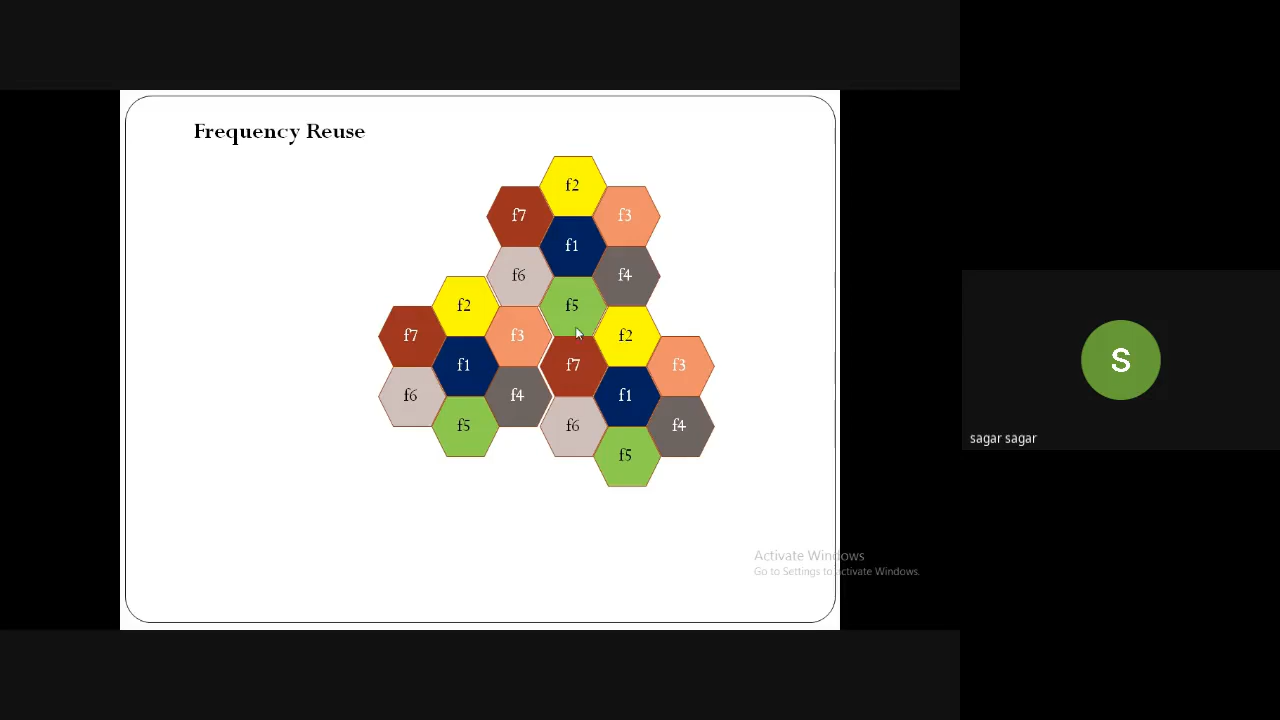 Frequency Reuse
f2
f7
f3
f1
f6
f4
f2
f5
f7
f3
f2
f1
f7
f3
f6
f4
f1
f5
f6
f4
f5
S
sagar sagar
Activate Windows
Go to Settings to activate Windows.